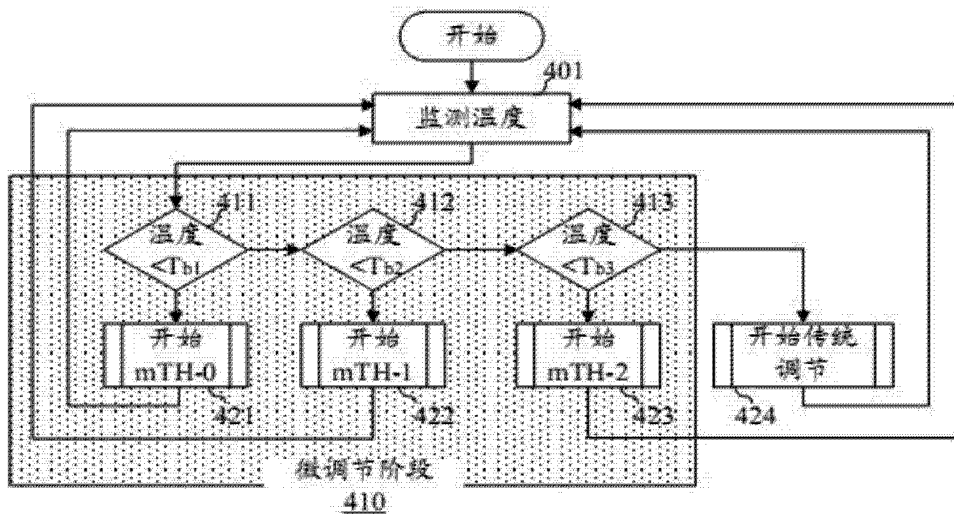 开始
401
监测温度
411
温度
<Tb1
412
温度
<Tb2
413
温度
<Tb3
开始
mTH-0
开始
mTH-1
开始
mTH-2
开始传统
调节
421
422
423
424
微调节阶段
410